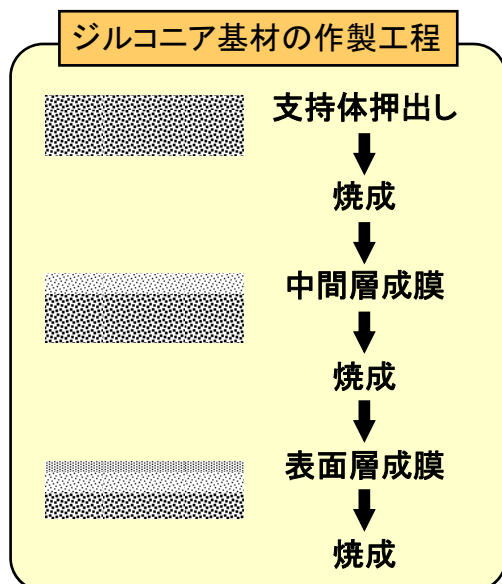 ジルコニア基材の作製工程
支持体押出し
焼成
中間層成膜
焼成
表面層成膜
焼成